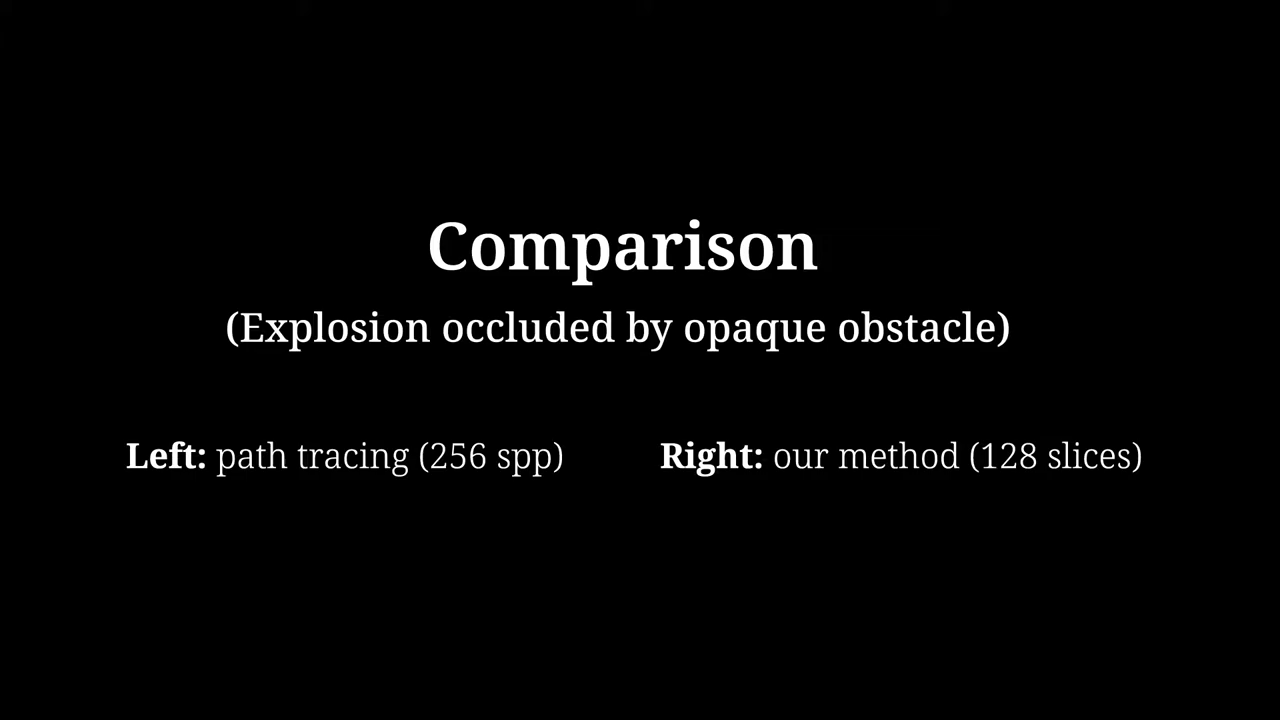 Comparison
(Explosion occluded by opaque obstacle)
Left: path tracing (256 spp) Right: our method (128 slices)